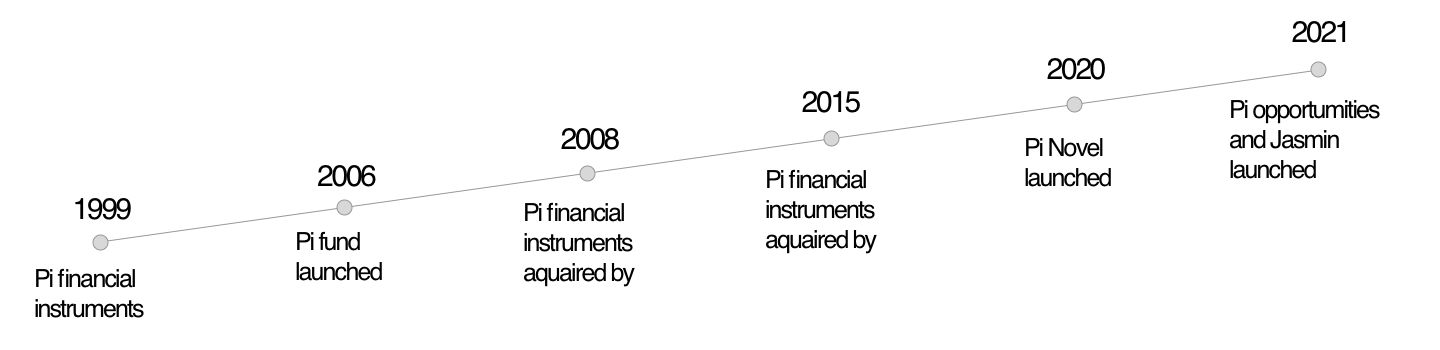 1999
Pi financial
instruments
2006
Pi fund
launched
2008
Pi financial
instruments
aquaired by
2015
Pi financial
instruments
aquaired by
2020
Pi Novel
launched
2021
Pi opportumities
and Jasmin
launched